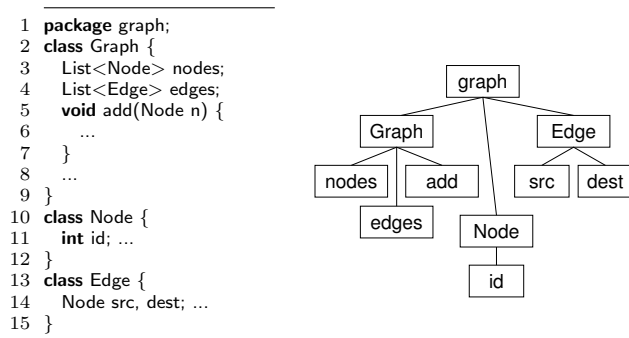 1 package graph;
2 class Graph {
3 List<Node> nodes;
4 List<Edge> edges;
5 void add(Node n) {
6 ...
7 }
8 ...
9 }
10 class Node {
11 int id; ...
12 }
13 class Edge {
14 Node src, dest; ...
15 }
graph
Graph
Edge
nodes
add
src
dest
edges
Node
id